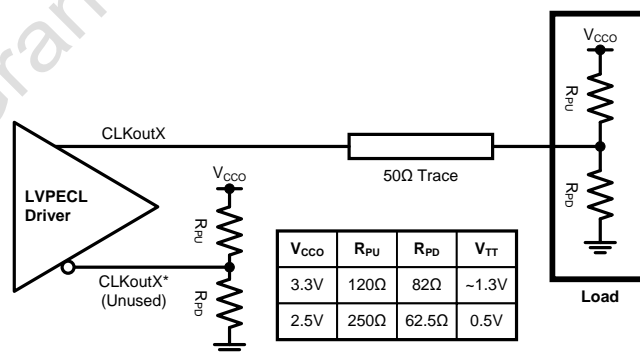 V_CCO
R_PU
CLKoutX
50Ω Trace
R_PD
LVPECL
Driver
V_CCO
R_PU
CLKoutX*
(Unused)
R_PD
V_CCO R_PU R_PD V_TT
3.3V 120Ω 82Ω ~1.3V
2.5V 250Ω 62.5Ω 0.5V
Load